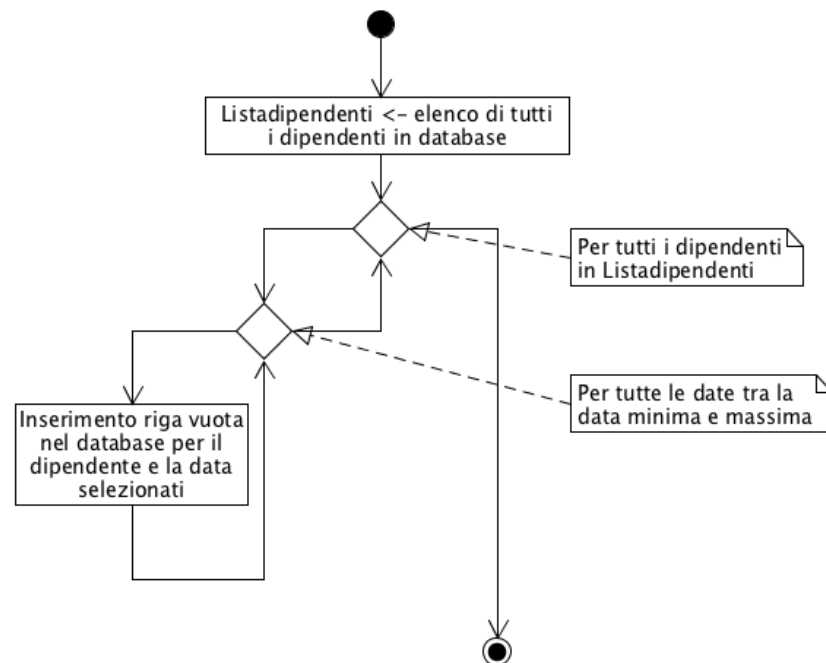 Listadipendenti <- elenco di tutti
i dipendenti in database
Per tutti i dipendenti
in Listadipendenti
Per tutte le date tra la
data minima e massima
Inserimento riga vuota
nel database per il
dipendente e la data
selezionati